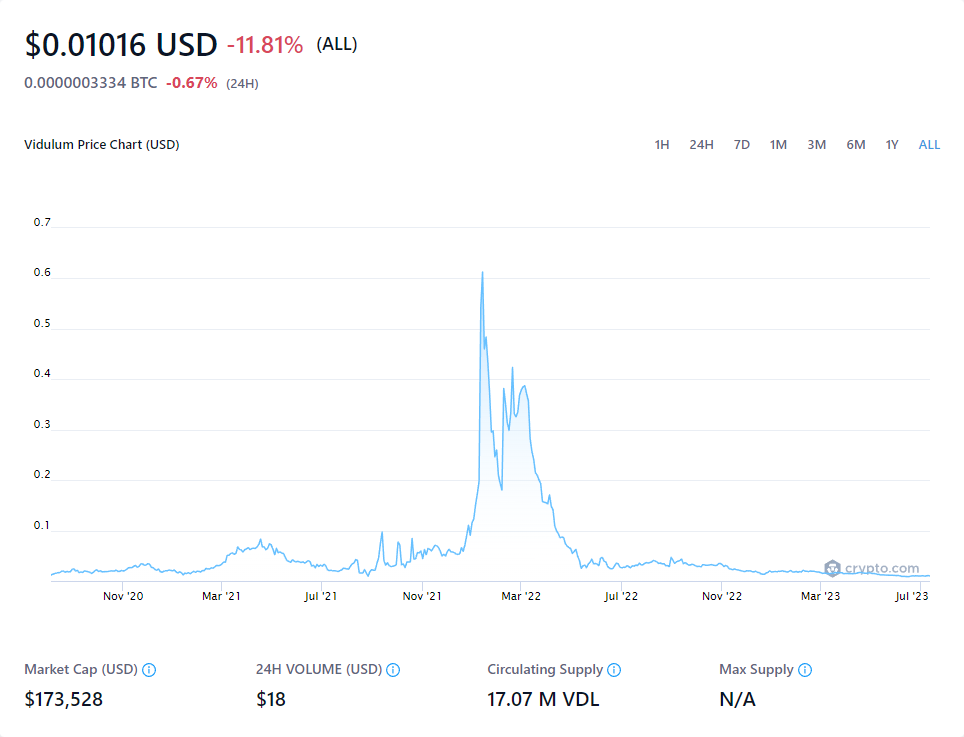 $0.01016 USD -11.81% (ALL)
0.0000003334 BTC -0.67% (24H)
Vidulum Price Chart (USD) 1H 24H 7D 1M 3M 6M 1Y ALL
0.7
0.6
0.5
0.4
0.3
0.2
0.1
crypto.com
Nov '20 Mar '21 Jul '21 Nov '21 Mar '22 Jul '22 Nov '22 Mar '23 Jul '23
Market Cap (USD) 24H VOLUME (USD) Circulating Supply Max Supply
$173,528 $18 17.07 M VDL N/A